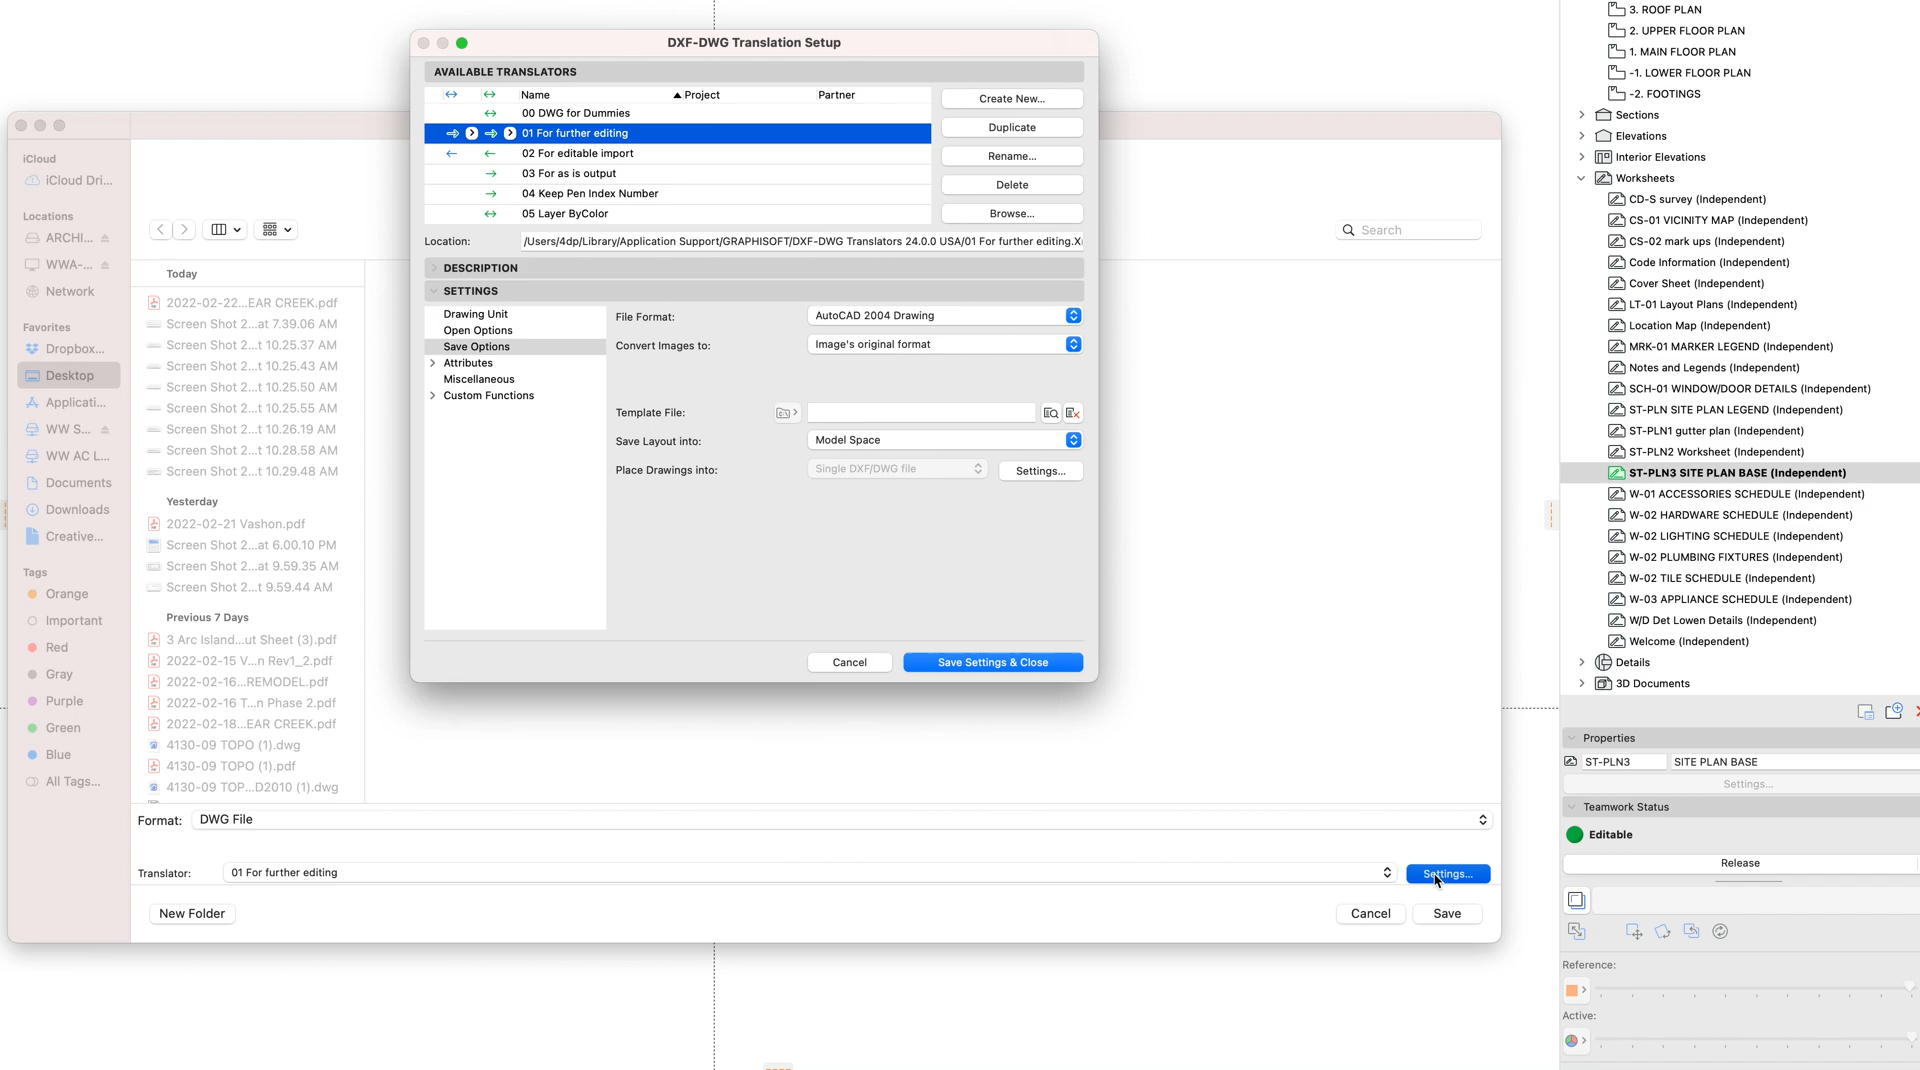 DXF-DWG Translation Setup
AVAILABLE TRANSLATORS
Name
Project
Partner
00 DWG for Dummies
01 For further editing
02 For editable import
03 For as is output
04 Keep Pen Index Number
05 Layer ByColor
Create New...
Duplicate
Rename...
Delete
Browse...
Location:
/Users/4dp/Library/Application Support/GRAPHISOFT/DXF-DWG Translators 24.0.0 USA/01 For further editing.X
DESCRIPTION
SETTINGS
Drawing Unit
Open Options
Save Options
Attributes
Miscellaneous
Custom Functions
File Format:
AutoCAD 2004 Drawing
Convert Images to:
Image's original format
Template File:
Save Layout into:
Model Space
Place Drawings into:
Single DXF/DWG file
Settings...
Cancel
Save Settings & Close
iCloud
iCloud Dri...
Locations
ARCHI...
WWA-...
Network
Favorites
Dropbox...
Desktop
Applicati...
WW S...
WW AC L...
Documents
Downloads
Creative...
Tags
Orange
Important
Red
Gray
Purple
Green
Blue
All Tags...
Search
Today
2022-02-22...EAR CREEK.pdf
Screen Shot 2...at 7.39.06 AM
Screen Shot 2...t 10.25.37 AM
Screen Shot 2...t 10.25.43 AM
Screen Shot 2...t 10.25.50 AM
Screen Shot 2...t 10.25.55 AM
Screen Shot 2...t 10.26.19 AM
Screen Shot 2...t 10.28.58 AM
Screen Shot 2...t 10.29.48 AM
Yesterday
2022-02-21 Vashon.pdf
Screen Shot 2...at 6.00.10 PM
Screen Shot 2...at 9.59.35 AM
Screen Shot 2...t 9.59.44 AM
Previous 7 Days
3 Arc Island...ut Sheet (3).pdf
2022-02-15 V...n Rev1_2.pdf
2022-02-16...REMODEL.pdf
2022-02-16 T...n Phase 2.pdf
2022-02-18...EAR CREEK.pdf
4130-09 TOPO (1).dwg
4130-09 TOPO (1).pdf
4130-09 TOP...D2010 (1).dwg
Format:
DWG File
Translator:
01 For further editing
Settings...
New Folder
Cancel
Save
3. ROOF PLAN
2. UPPER FLOOR PLAN
1. MAIN FLOOR PLAN
-1. LOWER FLOOR PLAN
-2. FOOTINGS
Sections
Elevations
Interior Elevations
Worksheets
CD-S survey (Independent)
CS-01 VICINITY MAP (Independent)
CS-02 mark ups (Independent)
Code Information (Independent)
Cover Sheet (Independent)
LT-01 Layout Plans (Independent)
Location Map (Independent)
MRK-01 MARKER LEGEND (Independent)
Notes and Legends (Independent)
SCH-01 WINDOW/DOOR DETAILS (Independent)
ST-PLN SITE PLAN LEGEND (Independent)
ST-PLN1 gutter plan (Independent)
ST-PLN2 Worksheet (Independent)
ST-PLN3 SITE PLAN BASE (Independent)
W-01 ACCESSORIES SCHEDULE (Independent)
W-02 HARDWARE SCHEDULE (Independent)
W-02 LIGHTING SCHEDULE (Independent)
W-02 PLUMBING FIXTURES (Independent)
W-02 TILE SCHEDULE (Independent)
W-03 APPLIANCE SCHEDULE (Independent)
W/D Det Lowen Details (Independent)
Welcome (Independent)
Details
3D Documents
Properties
ST-PLN3
SITE PLAN BASE
Settings...
Teamwork Status
Editable
Release
Reference:
Active: